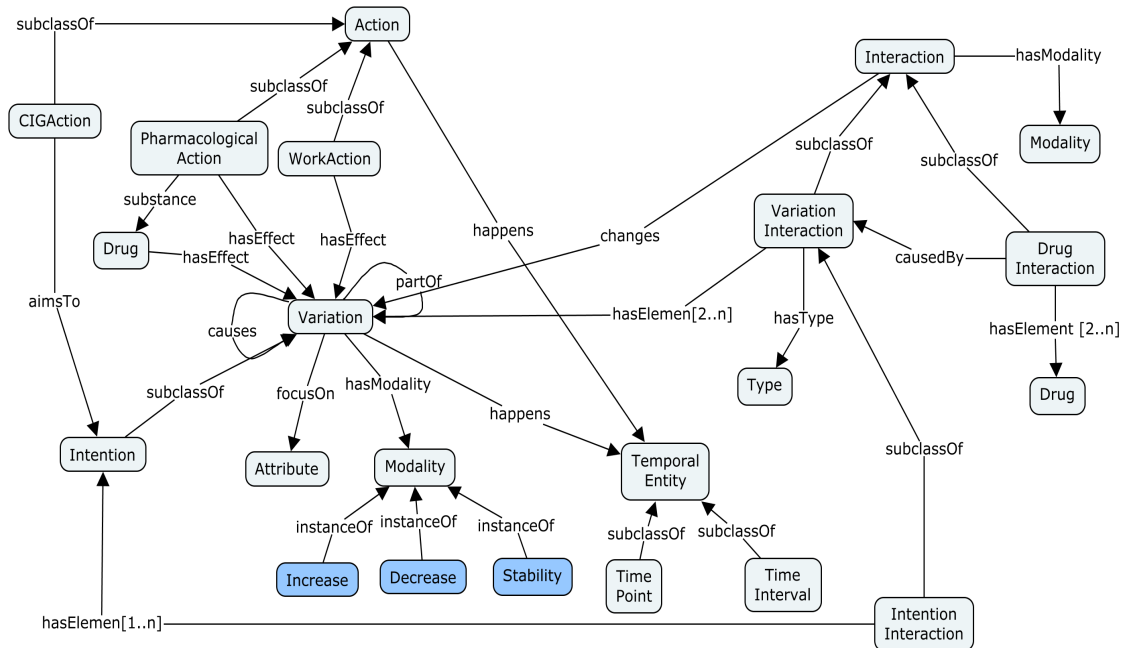 subclassOf
Action
Interaction
hasModality
subclassOf
subclassOf
CIGAction
Pharmacological
Action
WorkAction
Modality
subclassOf
subclassOf
substance
Variation
Interaction
Drug
hasEffect
hasEffect
hasEffect
happens
changes
causedBy
Drug
Interaction
partOf
aimsTo
causes
Variation
hasElemen[2..n]
hasType
hasElement [2..n]
subclassOf
focusOn
hasModality
happens
Type
Drug
Intention
Attribute
Modality
Temporal
Entity
subclassOf
instanceOf
instanceOf
instanceOf
subclassOf
subclassOf
Increase
Decrease
Stability
Time
Point
Time
Interval
hasElemen[1..n]
Intention
Interaction